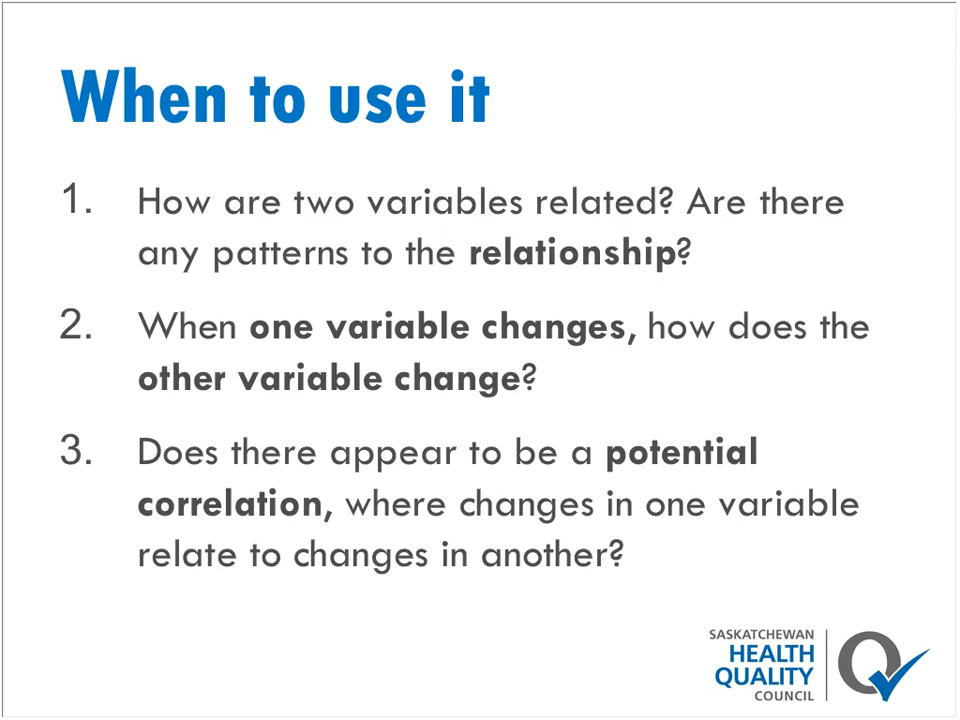 When to use it
1. How are two variables related? Are there
any patterns to the relationship?
2. When one variable changes, how does the
other variable change?
3. Does there appear to be a potential
correlation, where changes in one variable
relate to changes in another?
SASKATCHEWAN
HEALTH
QUALITY
COUNCIL
Q